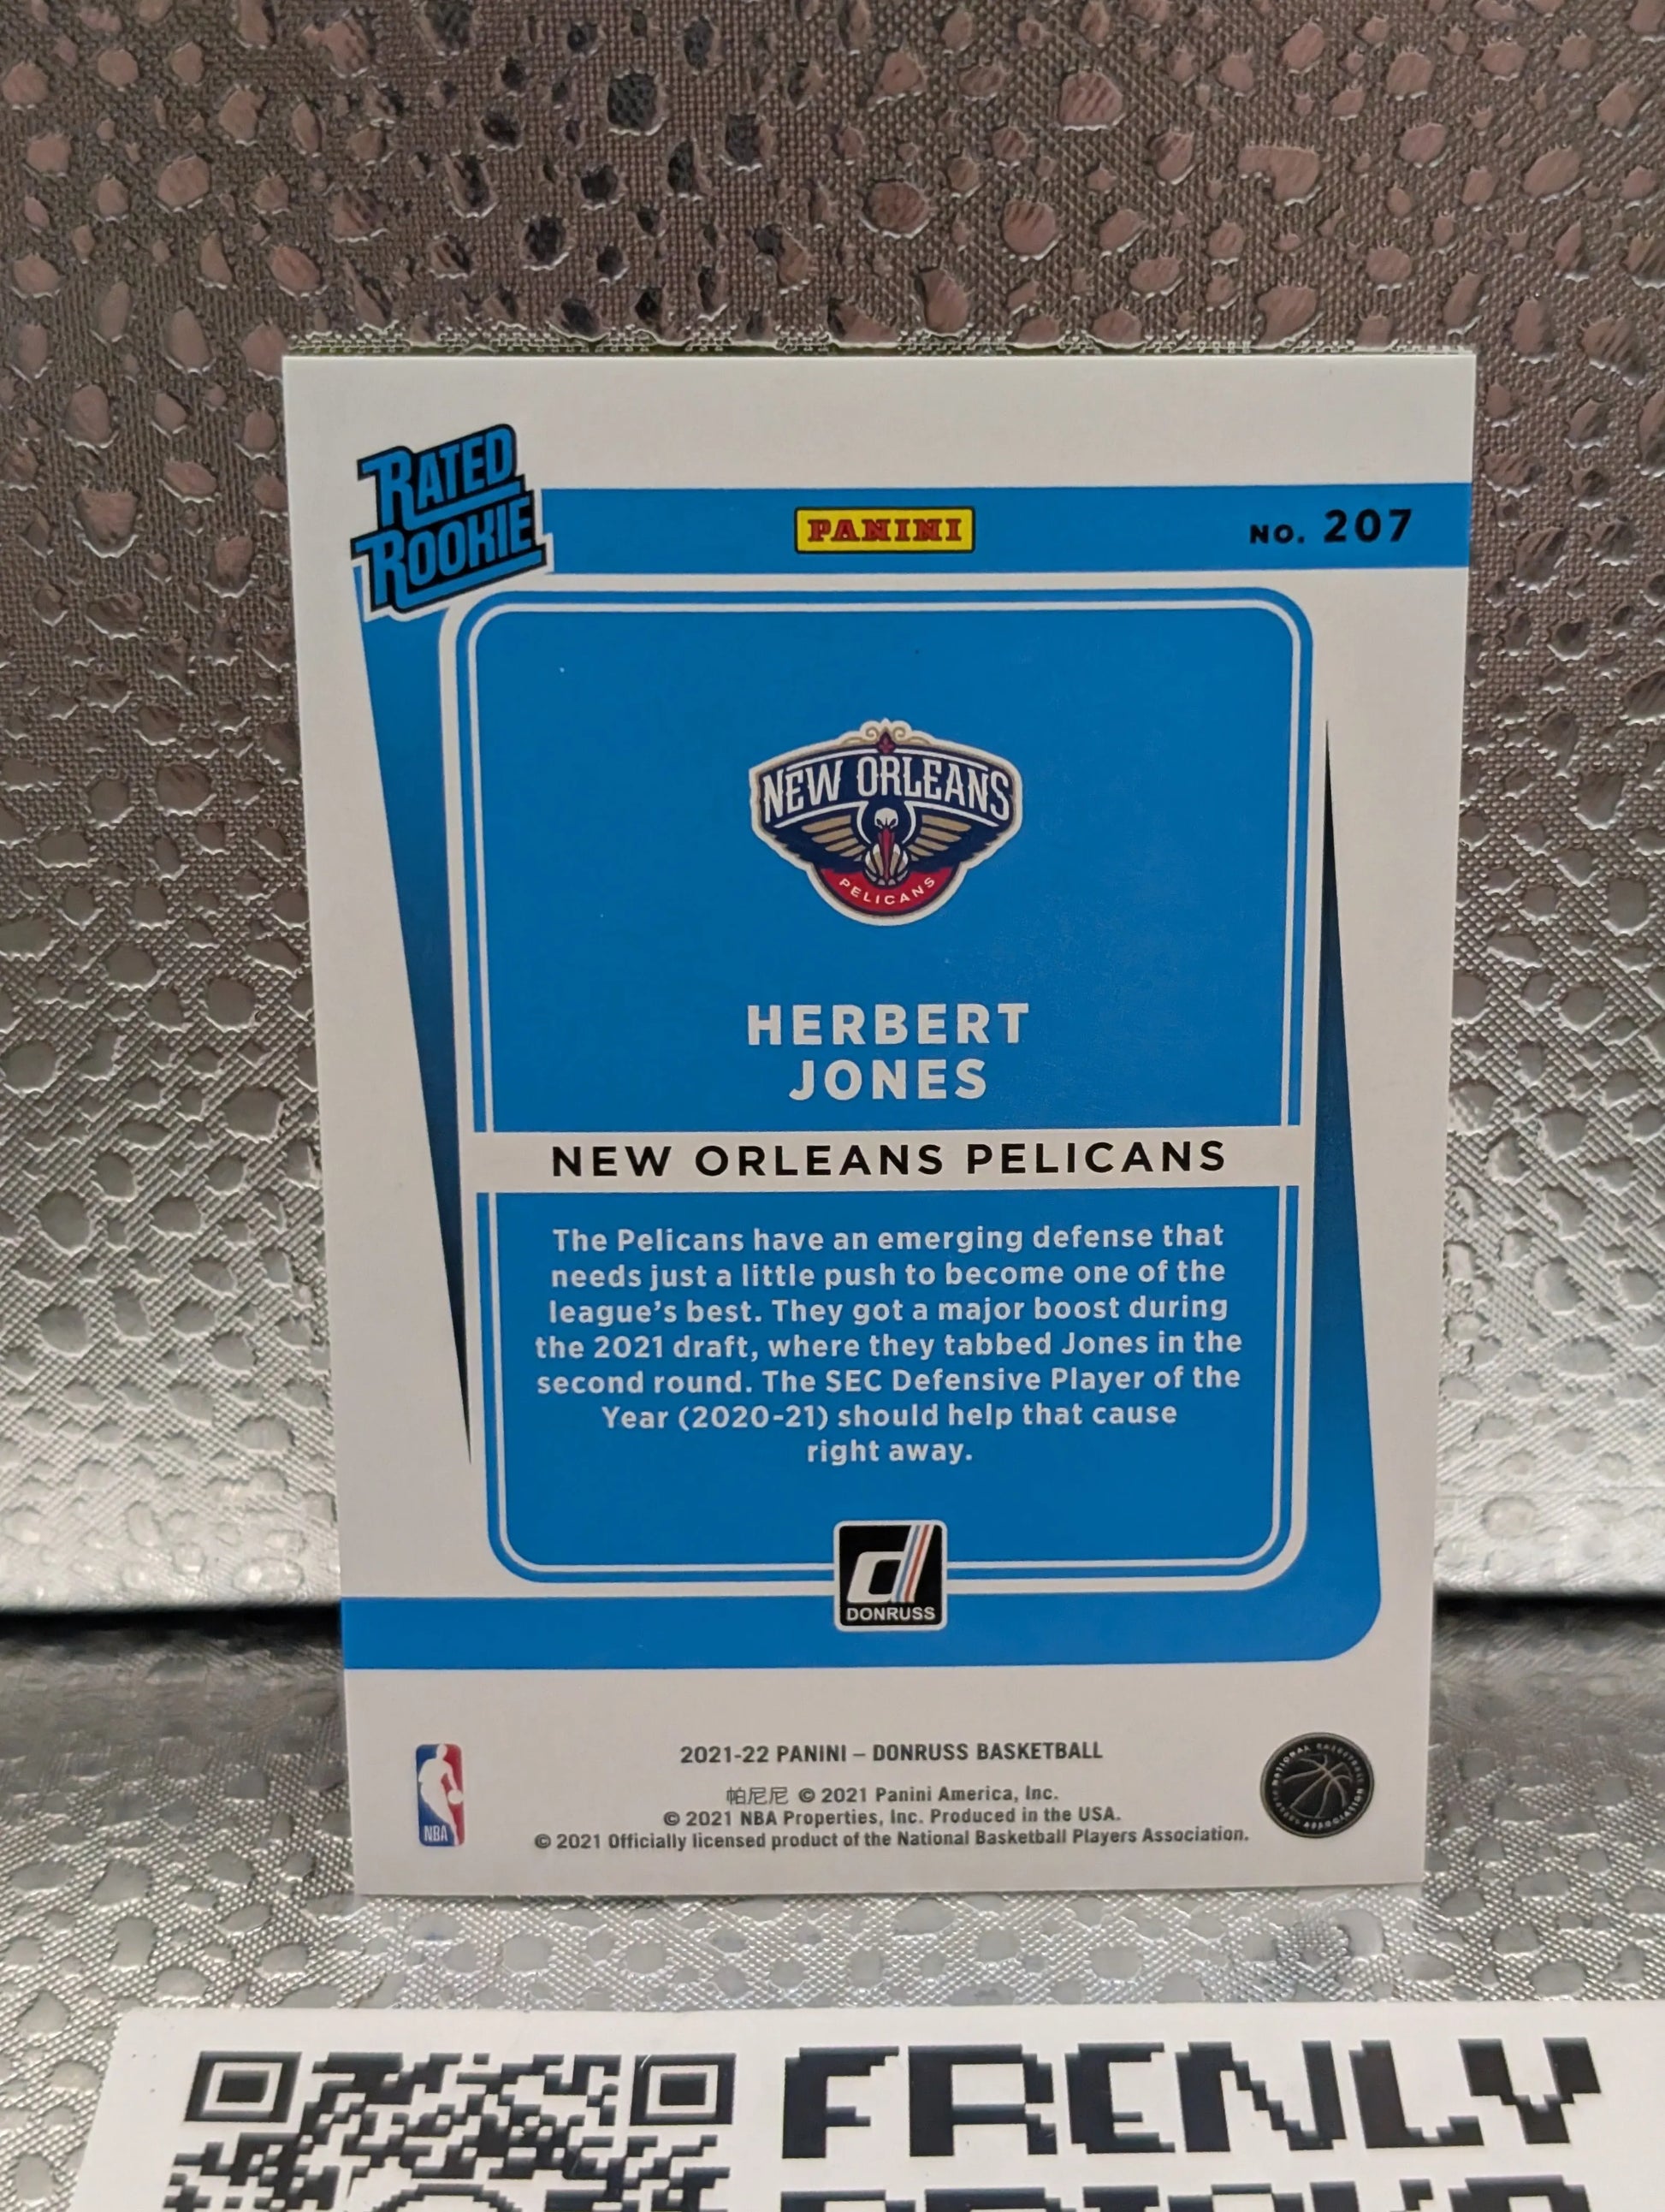 RATED
ROOKIE
PANINI
NO. 207
NEW ORLEANS
PELICANS
HERBERT
JONES
NEW ORLEANS PELICANS
The Pelicans have an emerging defense that
needs just a little push to become one of the
league’s best. They got a major boost during
the 2021 draft, where they tabbed Jones in the
second round. The SEC Defensive Player of the
Year (2020-21) should help that cause
right away.
d
DONRUSS
2021-22 PANINI – DONRUSS BASKETBALL
帕尼尼 © 2021 Panini America, Inc.
© 2021 NBA Properties, Inc. Produced in the USA.
© 2021 Officially licensed product of the National Basketball Players Association.
NBA
FRENLY